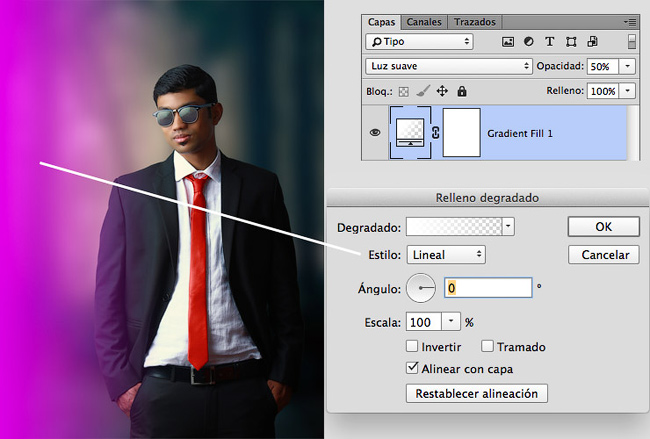 Capas Canales Trazados
Tipo
Luz suave Opacidad: 50%
Bloq.: Relleno: 100%
Gradient Fill 1
Relleno degradado
Degradado: OK
Estilo: Lineal Cancelar
Ángulo: 0 °
Escala: 100 %
Invertir Tramado
Alinear con capa
Restablecer alineación